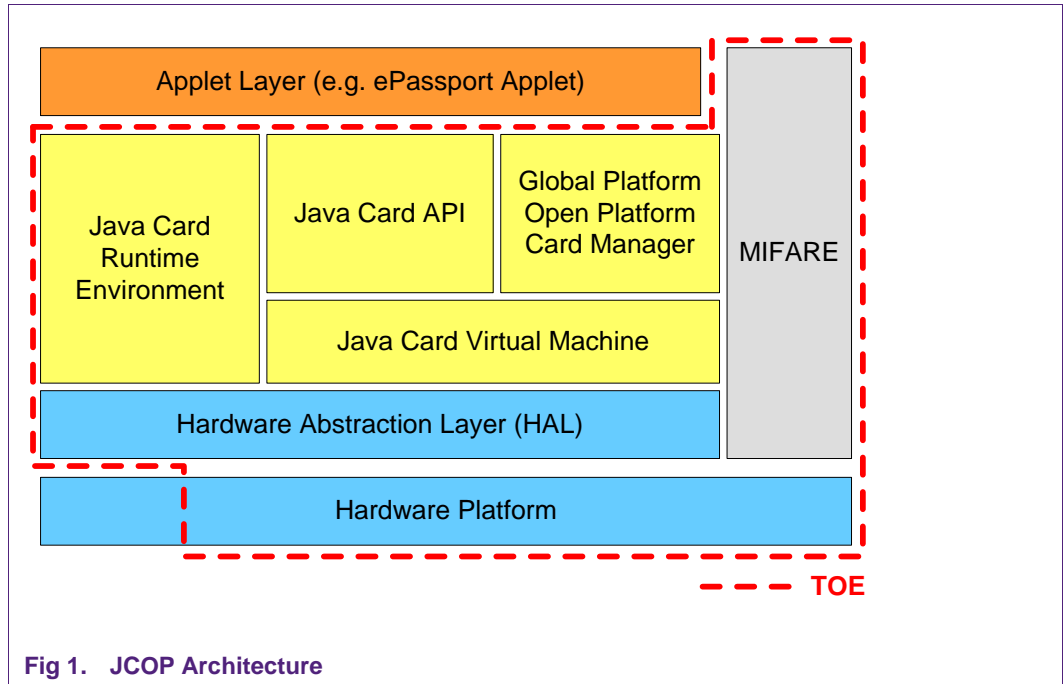 Applet Layer (e.g. ePassport Applet)
Java Card
Runtime
Environment
Java Card API
Global Platform
Open Platform
Card Manager
MIFARE
Java Card Virtual Machine
Hardware Abstraction Layer (HAL)
Hardware Platform
TOE
Fig 1. JCOP Architecture